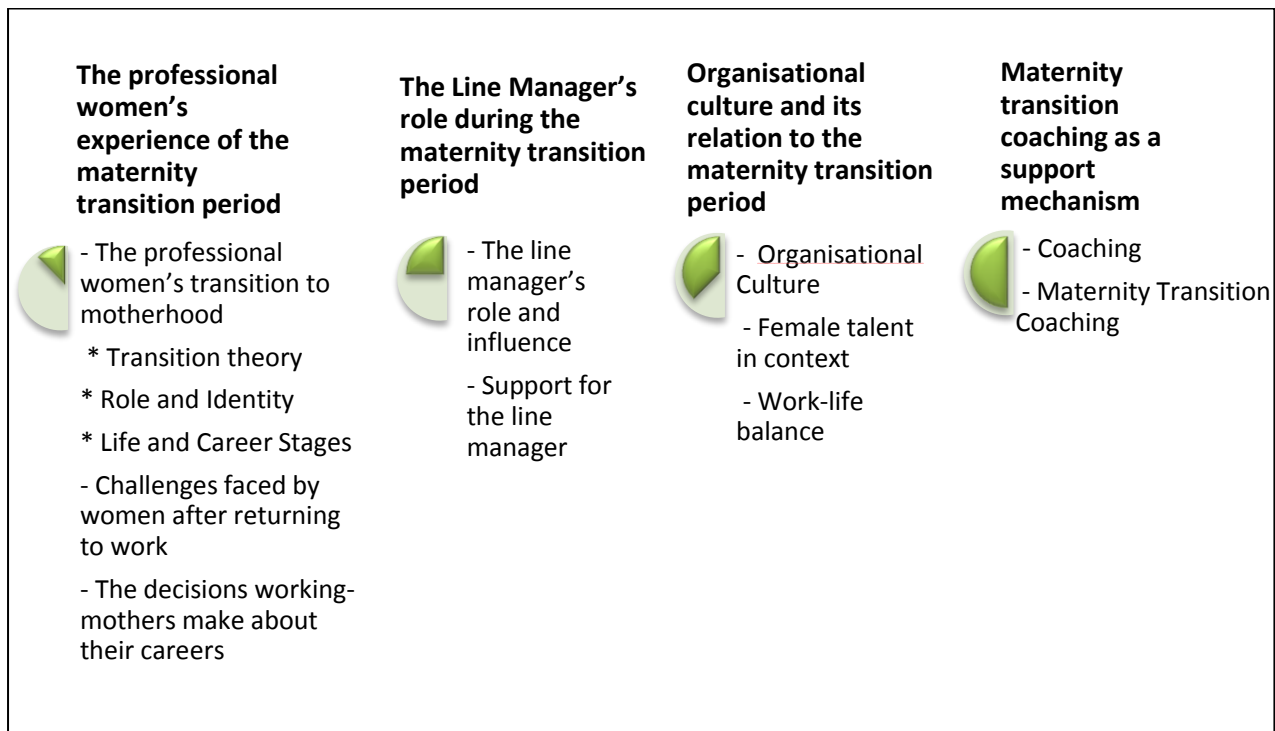 The professional
women’s
experience of the
maternity
transition period
- The professional
women’s transition to
motherhood
* Transition theory
* Role and Identity
* Life and Career Stages
- Challenges faced by
women after returning
to work
- The decisions working-
mothers make about
their careers
The Line Manager’s
role during the
maternity transition
period
- The line
manager’s
role and
influence
- Support for
the line
manager
Organisational
culture and its
relation to the
maternity transition
period
- Organisational
Culture
- Female talent
in context
- Work-life
balance
Maternity
transition
coaching as a
support
mechanism
- Coaching
- Maternity Transition
Coaching